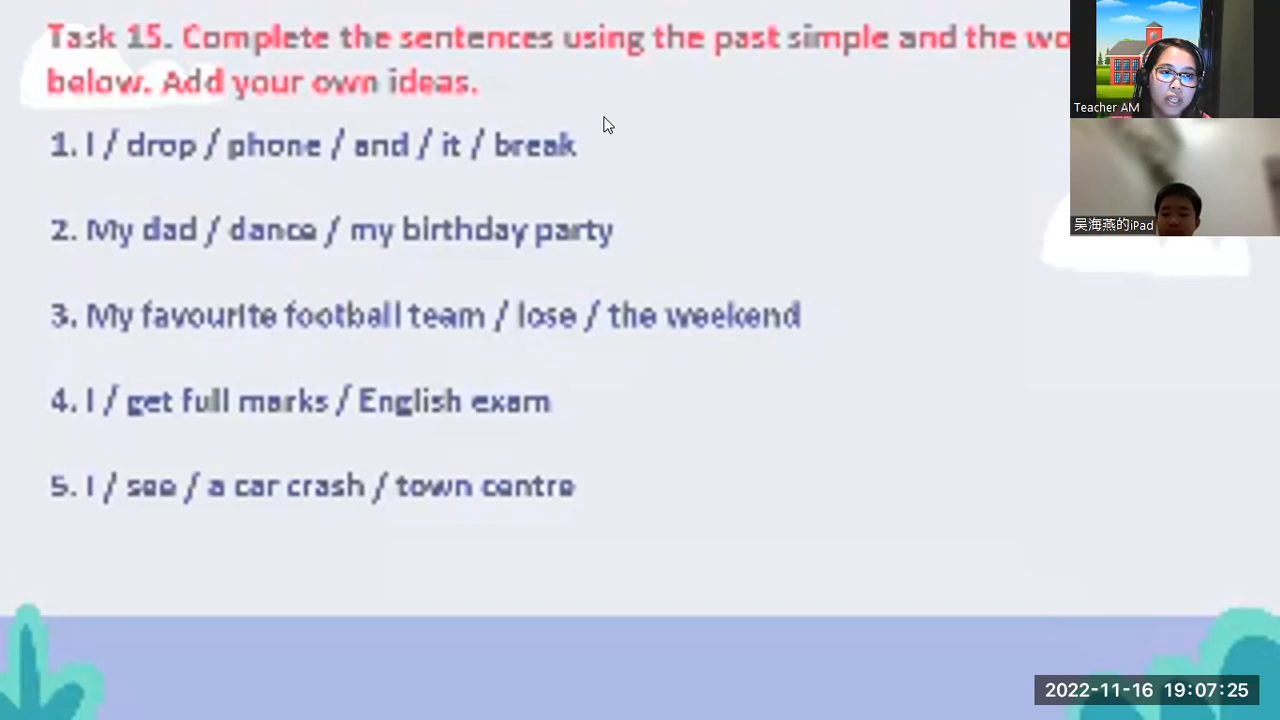 Task 15. Complete the sentences using the past simple and the
below. Add your own ideas.
1. I / drop / phone / and / it / break
2. My dad / dance / my birthday party
3. My favourite football team / lose / the weekend
4. I / get full marks / English exam
5. I / see / a car crash / town centre
Teacher AM
吴海燕的iPad
2022-11-16 19:07:25